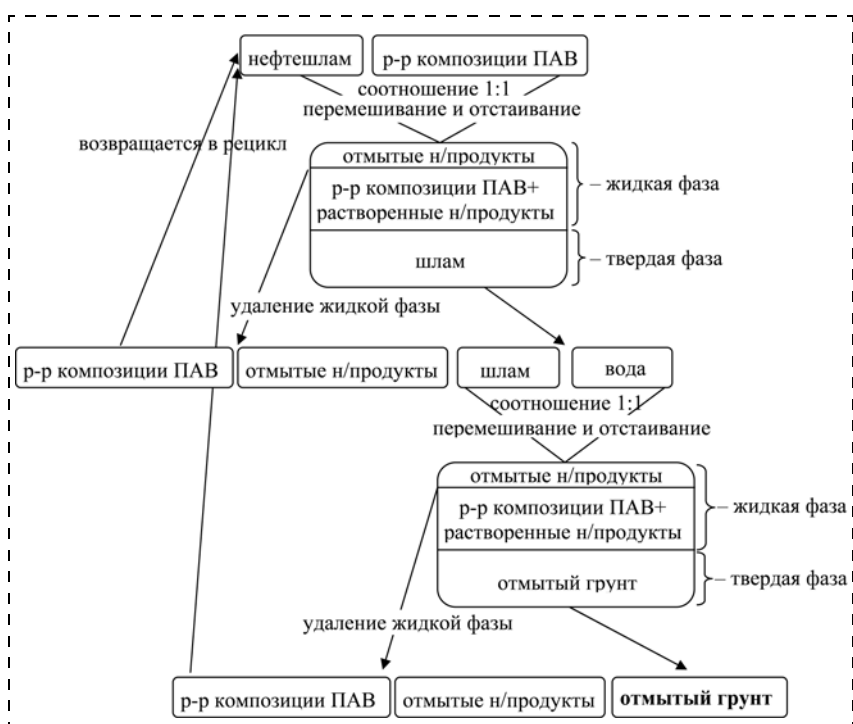 нефтешлам
р-р композиции ПАВ
соотношение 1:1
перемешивание и отстаивание
возвращается в рецикл
отмытые н/продукты
р-р композиции ПАВ+
растворенные н/продукты
– жидкая фаза
шлам
– твердая фаза
удаление жидкой фазы
р-р композиции ПАВ
отмытые н/продукты
шлам
вода
соотношение 1:1
перемешивание и отстаивание
отмытые н/продукты
р-р композиции ПАВ+
растворенные н/продукты
– жидкая фаза
отмытый грунт
– твердая фаза
удаление жидкой фазы
р-р композиции ПАВ
отмытые н/продукты
отмытый грунт